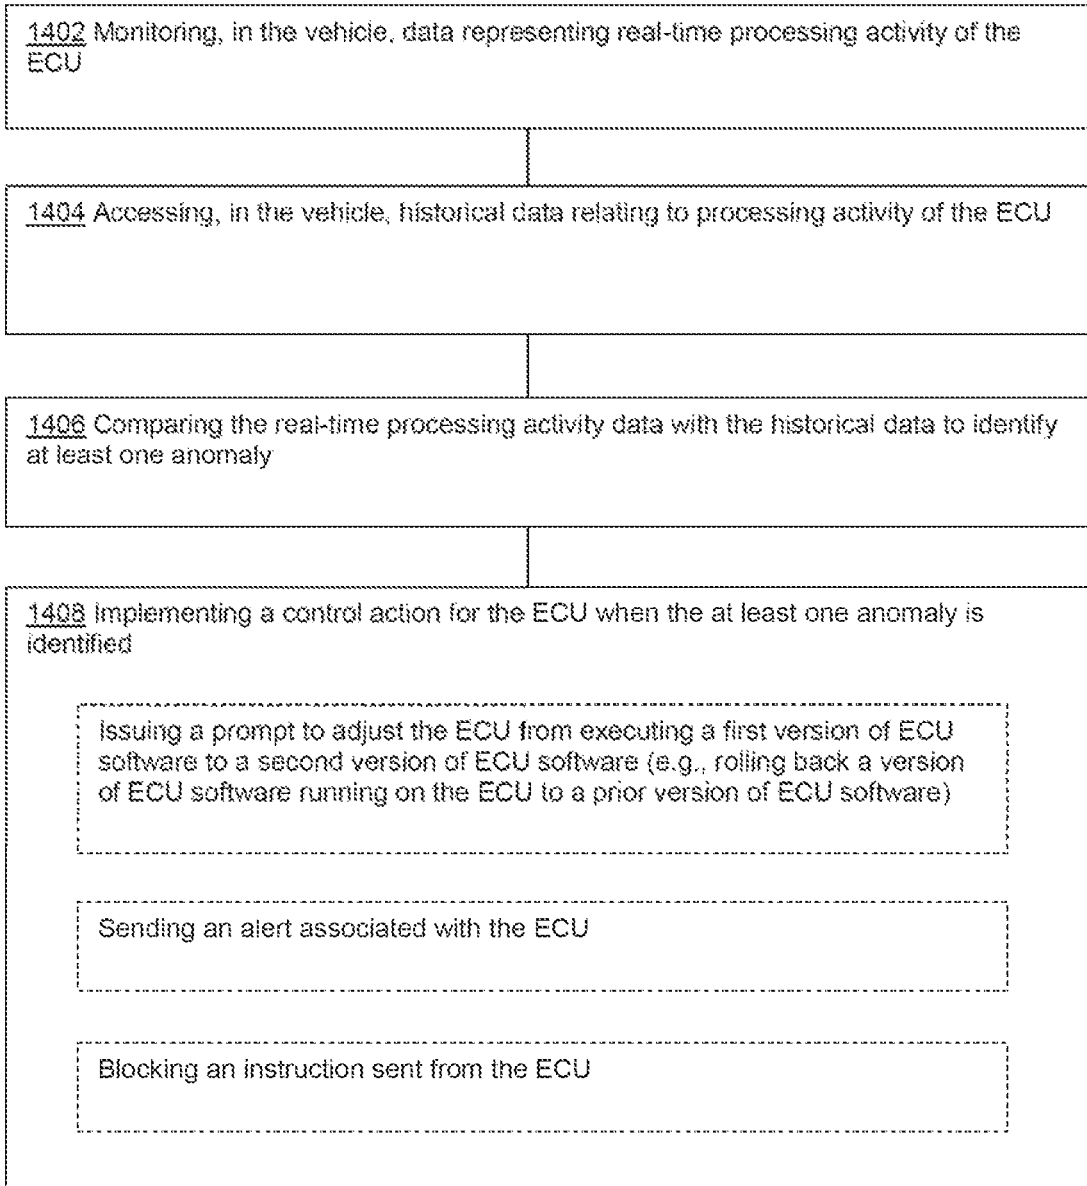 1402 Monitoring, in the vehicle, data representing real-time processing activity of the
ECU
1404 Accessing, in the vehicle, historical data relating to processing activity of the ECU
1406 Comparing the real-time processing activity data with the historical data to identify
at least one anomaly
1408 Implementing a control action for the ECU when the at least one anomaly is
identified
Issuing a prompt to adjust the ECU from executing a first version of ECU
software to a second version of ECU software (e.g., rolling back a version
of ECU software running on the ECU to a prior version of ECU software)
Sending an alert associated with the ECU
Blocking an instruction sent from the ECU